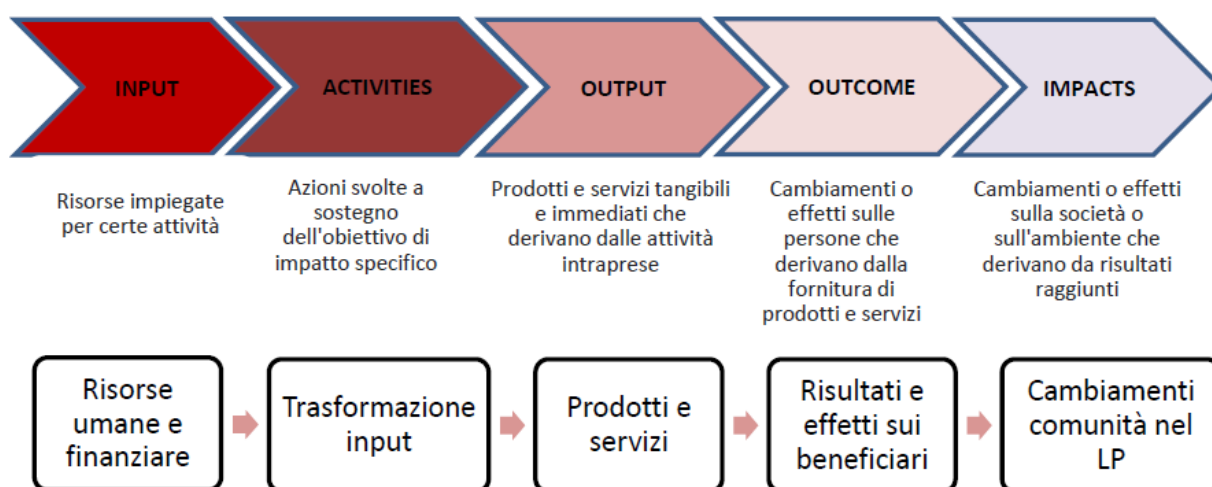 INPUT
ACTIVITIES
OUTPUT
OUTCOME
IMPACTS
Risorse impiegate
per certe attività
Azioni svolte a
sostegno
dell'obiettivo di
impatto specifico
Prodotti e servizi tangibili
e immediati che
derivano dalle attività
intraprese
Cambiamenti o
effetti sulle
persone che
derivano dalla
fornitura di
prodotti e servizi
Cambiamenti o effetti
sulla società o
sull'ambiente che
derivano da risultati
raggiunti
Risorse
umane e
finanziare
Trasformazione
input
Prodotti e
servizi
Risultati e
effetti sui
beneficiari
Cambiamenti
comunità nel
LP